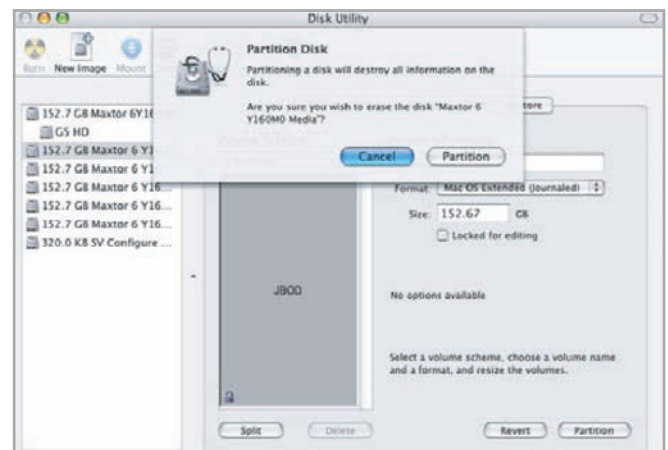 Disk Utility
Burn New Image Mount
Partition Disk
Partitioning a disk will destroy all information on the
disk.
Are you sure you wish to erase the disk "Maxtor 6
Y160M0 Media"?
Cancel Partition
152.7 GB Maxtor 6Y16
G5 HD
152.7 GB Maxtor 6 Y1
152.7 GB Maxtor 6 Y1
152.7 GB Maxtor 6 Y16...
152.7 GB Maxtor 6 Y16...
152.7 GB Maxtor 6 Y16...
320.0 KB SV Configure ...
Format: Mac OS Extended (Journaled)
Size: 152.67 GB
Locked for editing
JBOD
No options available
Select a volume scheme, choose a volume name
and a format, and resize the volumes.
Split Delete Revert Partition